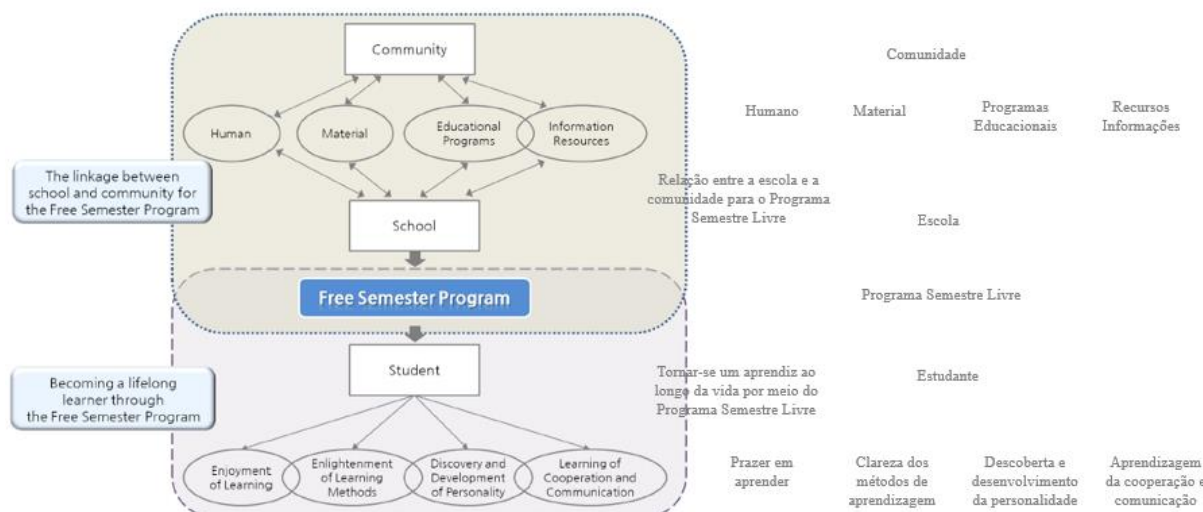 Community
Human
Material
Educational
Programs
Information
Resources
The linkage between
school and community for
the Free Semester Program
School
Free Semester Program
Student
Becoming a lifelong
learner through
the Free Semester Program
Enjoyment
of Learning
Enlightenment
of Learning
Methods
Discovery and
Development
of Personality
Learning of
Cooperation and
Communication
Comunidade
Humano
Material
Programas
Educacionais
Recursos
Informações
Relação entre a escola e a
comunidade para o Programa
Semestre Livre
Escola
Programa Semestre Livre
Tornar-se um aprendiz ao
longo da vida por meio do
Programa Semestre Livre
Estudante
Prazer em
aprender
Clareza dos
métodos de
aprendizagem
Descoberta e
desenvolvimento
da personalidade
Aprendizagem
da cooperação e
comunicação